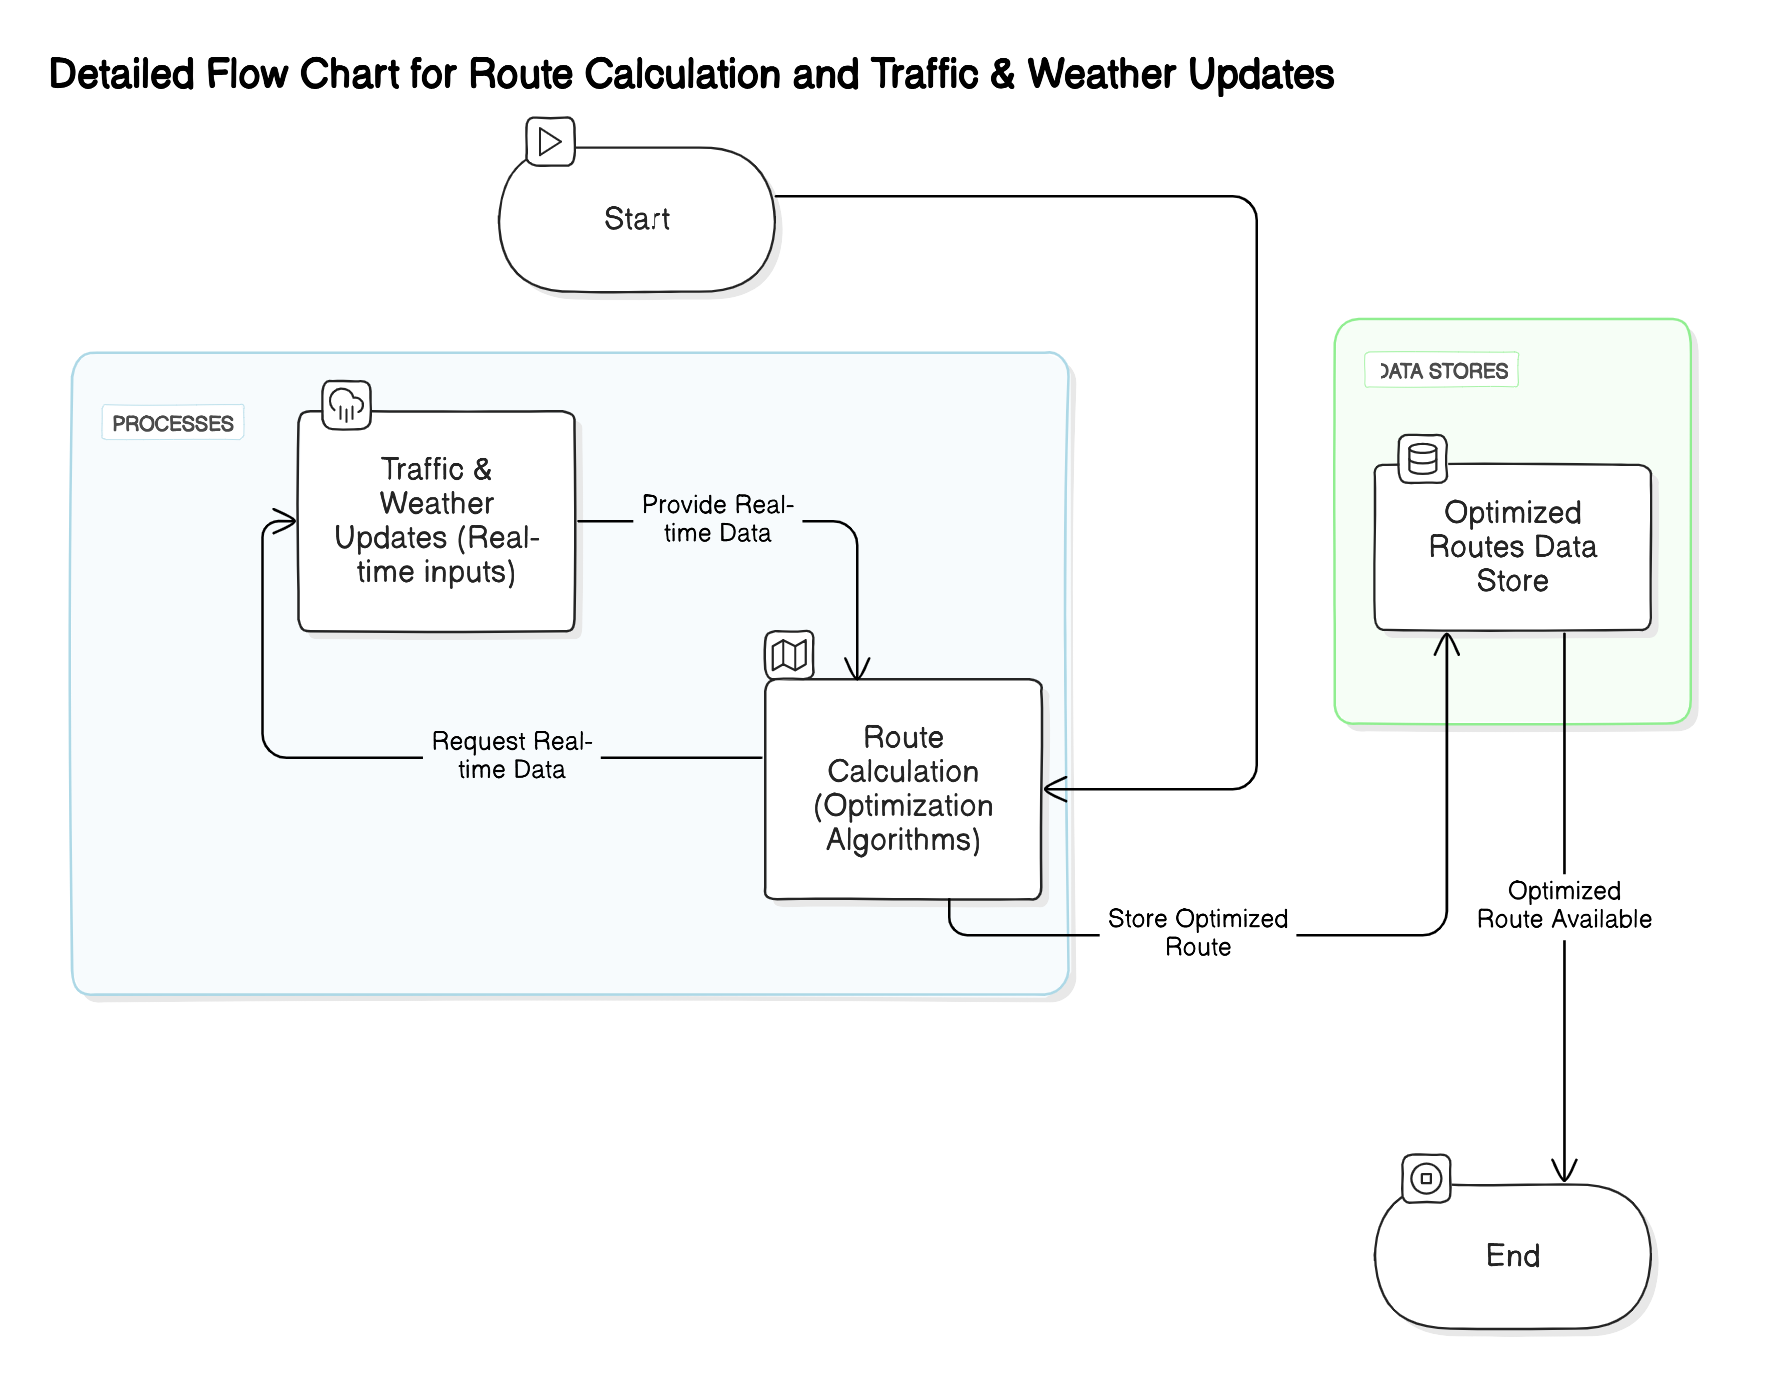 Detailed Flow Chart for Route Calculation and Traffic & Weather Updates
Start
PROCESSES
Traffic &
Weather
Updates (Real-
time inputs)
Provide Real-
time Data
Request Real-
time Data
Route
Calculation
(Optimization
Algorithms)
DATA STORES
Optimized
Routes Data
Store
Store Optimized
Route
Optimized
Route Available
End